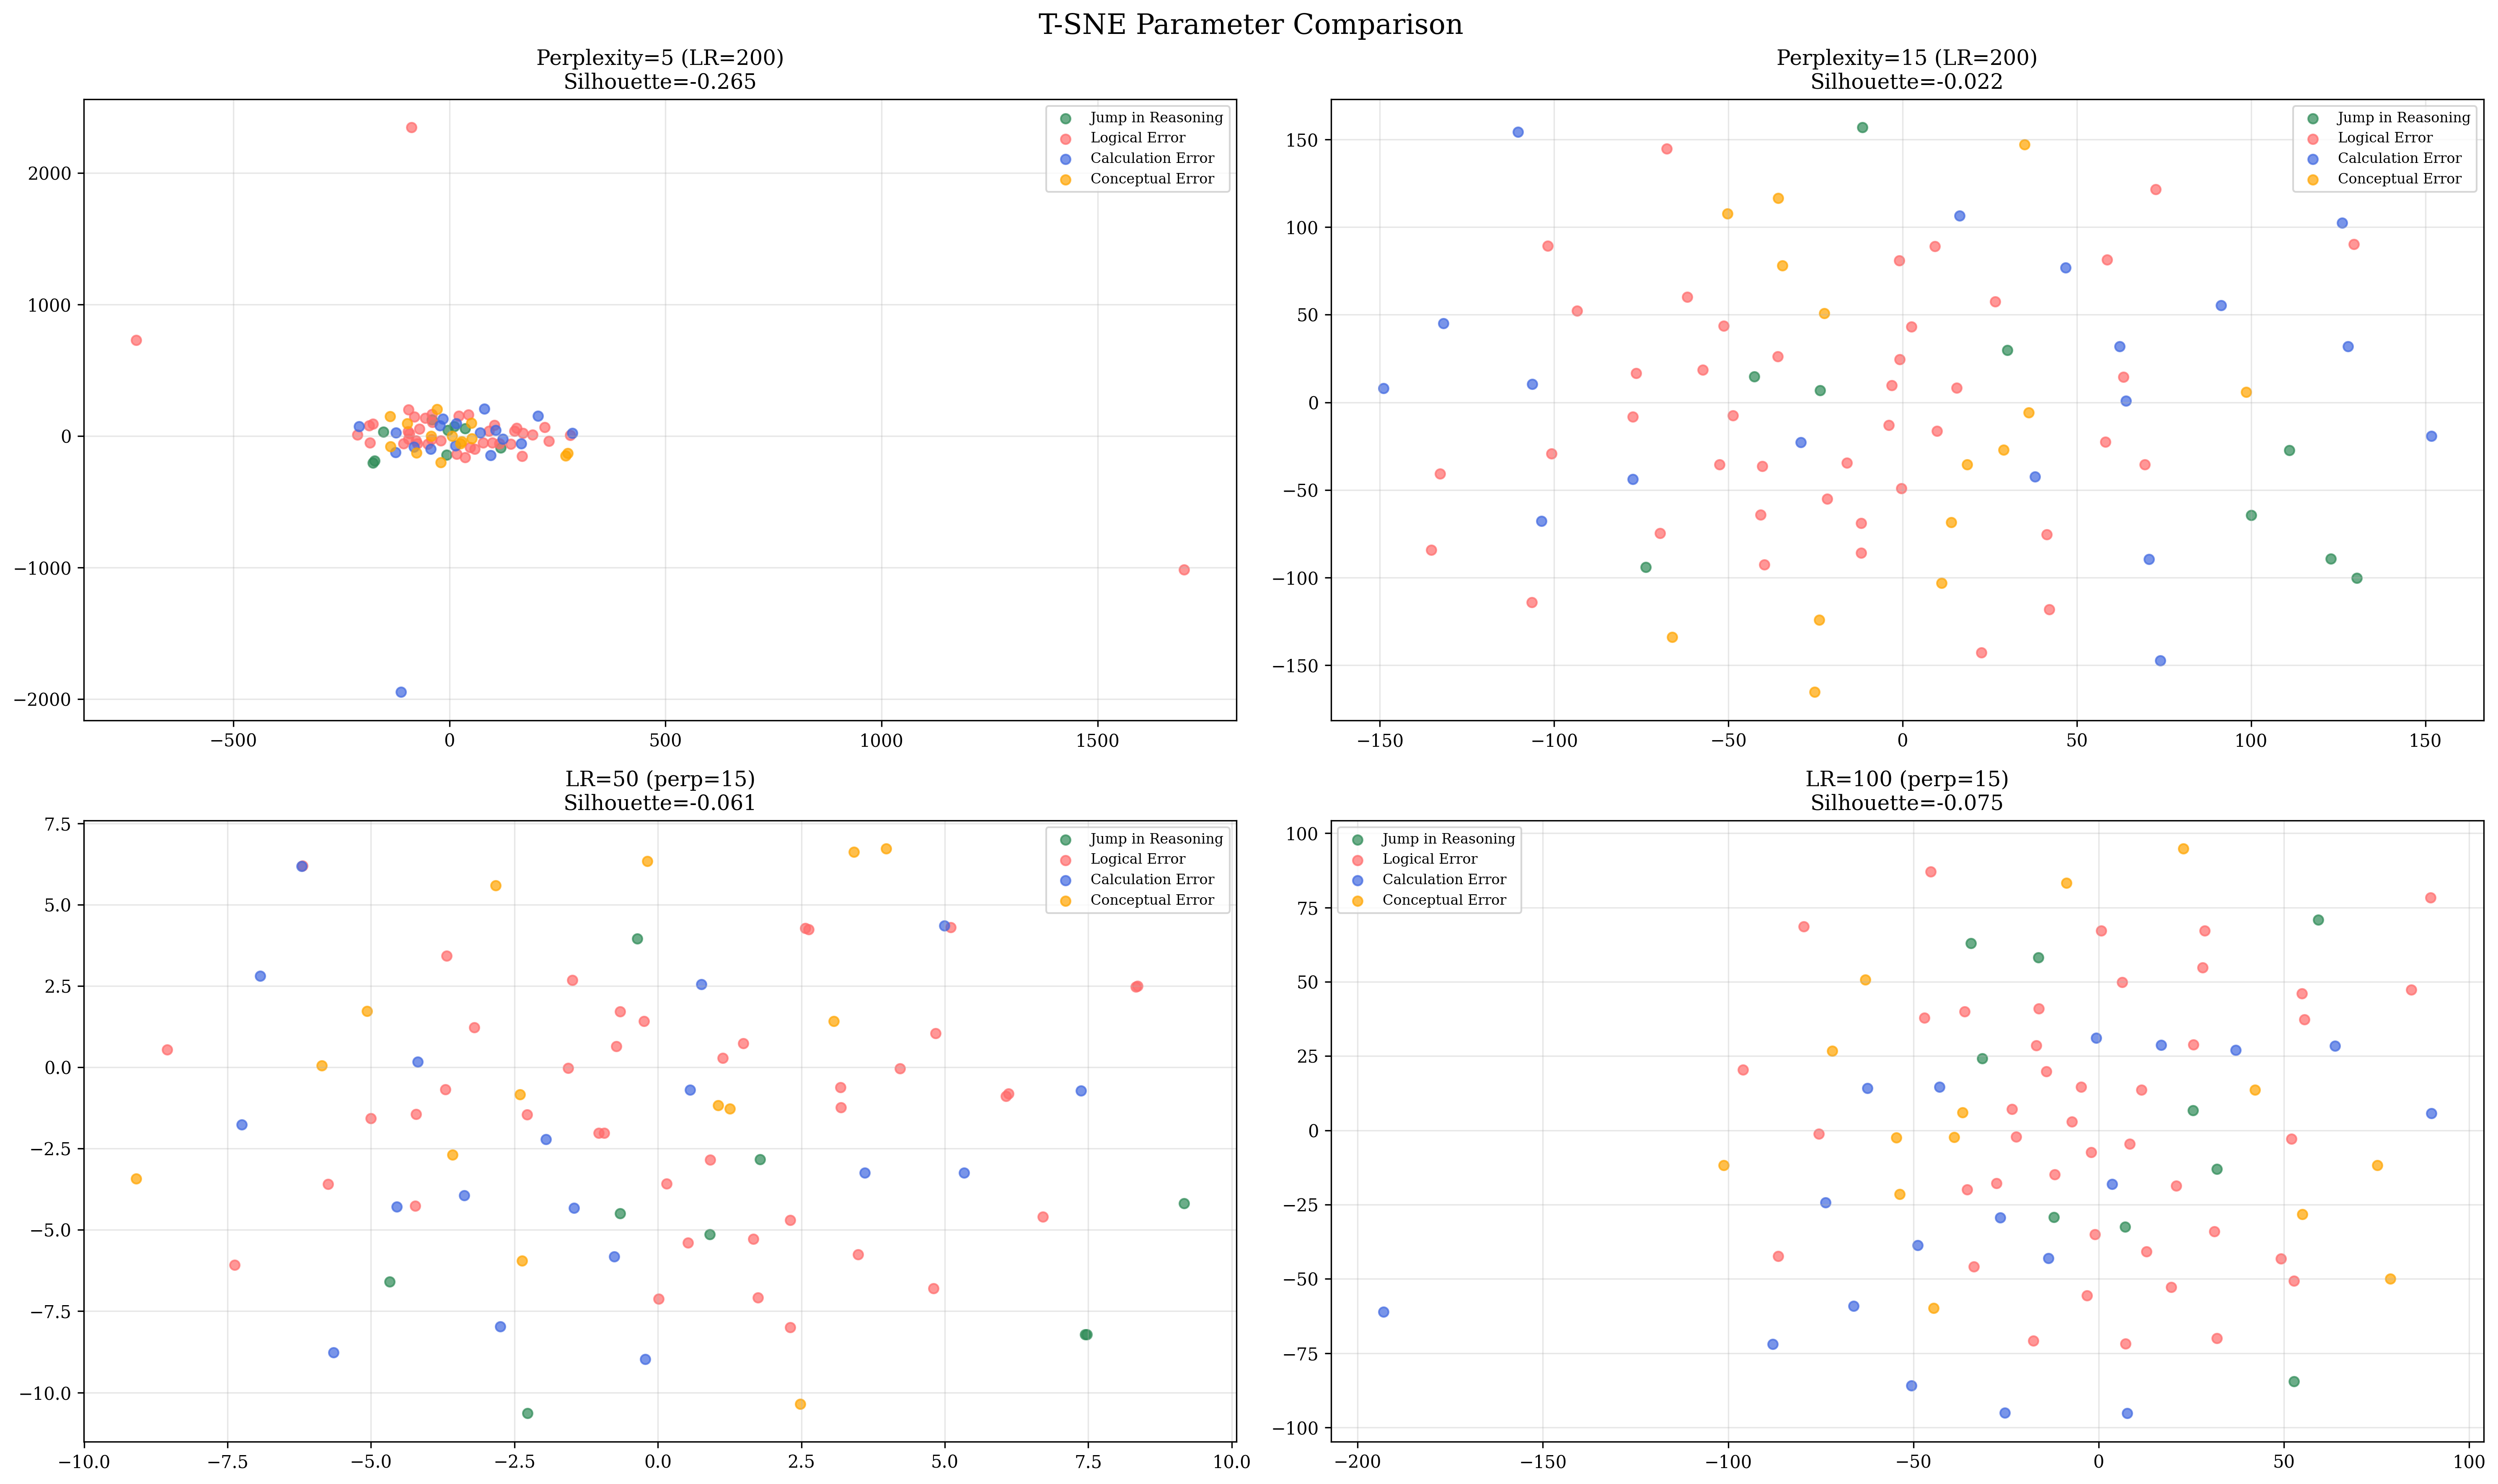 T-SNE Parameter Comparison
Perplexity=5 (LR=200)
Silhouette=-0.265
2000
1000
0
−1000
−2000
−500
0
500
1000
1500
Jump in Reasoning
Logical Error
Calculation Error
Conceptual Error
Perplexity=15 (LR=200)
Silhouette=-0.022
150
100
50
0
−50
−100
−150
−150
−100
−50
0
50
100
150
Jump in Reasoning
Logical Error
Calculation Error
Conceptual Error
LR=50 (perp=15)
Silhouette=-0.061
7.5
5.0
2.5
0.0
−2.5
−5.0
−7.5
−10.0
−10.0
−7.5
−5.0
−2.5
0.0
2.5
5.0
7.5
10.0
Jump in Reasoning
Logical Error
Calculation Error
Conceptual Error
LR=100 (perp=15)
Silhouette=-0.075
100
75
50
25
0
−25
−50
−75
−100
−200
−150
−100
−50
0
50
100
Jump in Reasoning
Logical Error
Calculation Error
Conceptual Error